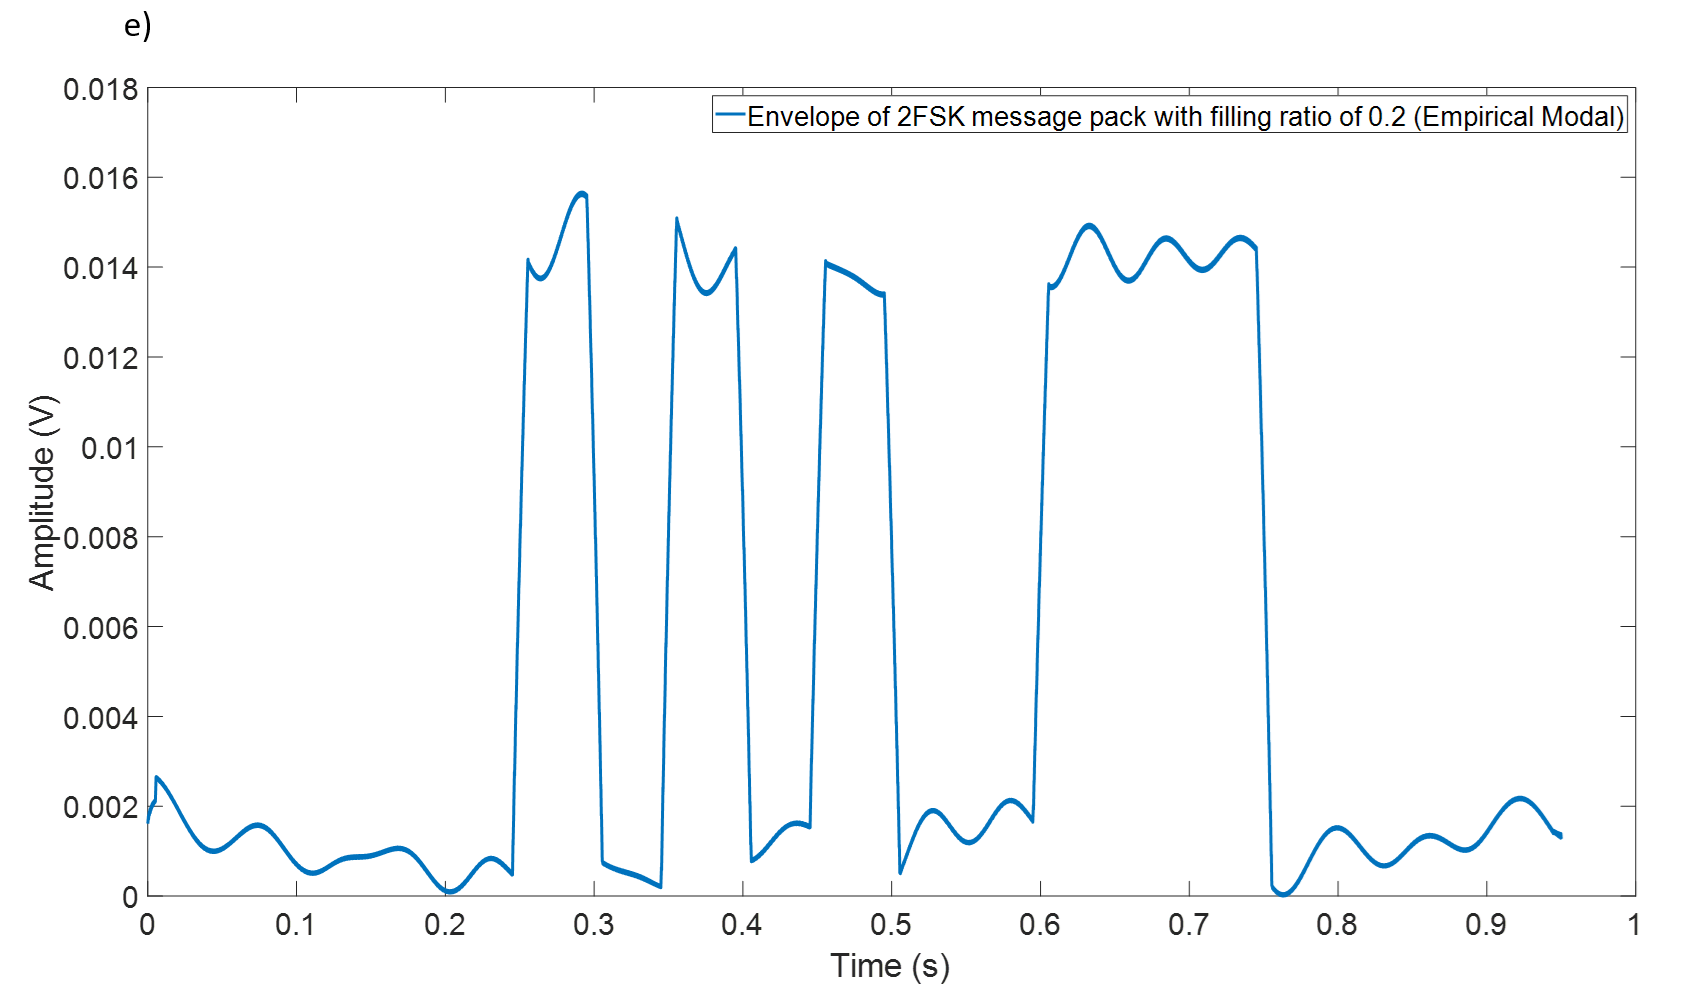 e)
Envelope of 2FSK message pack with filling ratio of 0.2 (Empirical Modal)
0.018
0.016
0.014
0.012
0.01
0.008
0.006
0.004
0.002
0
Amplitude (V)
0 0.1 0.2 0.3 0.4 0.5 0.6 0.7 0.8 0.9 1
Time (s)